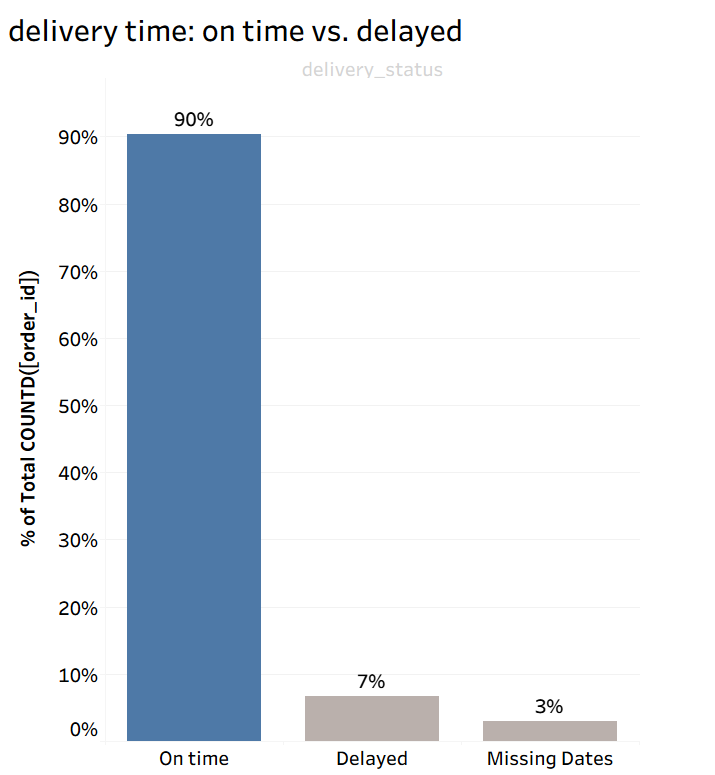 delivery time: on time vs. delayed
delivery_status
% of Total COUNTD([order_id])
90%
80%
70%
60%
50%
40%
30%
20%
10%
0%
90%
7%
3%
On time
Delayed
Missing Dates